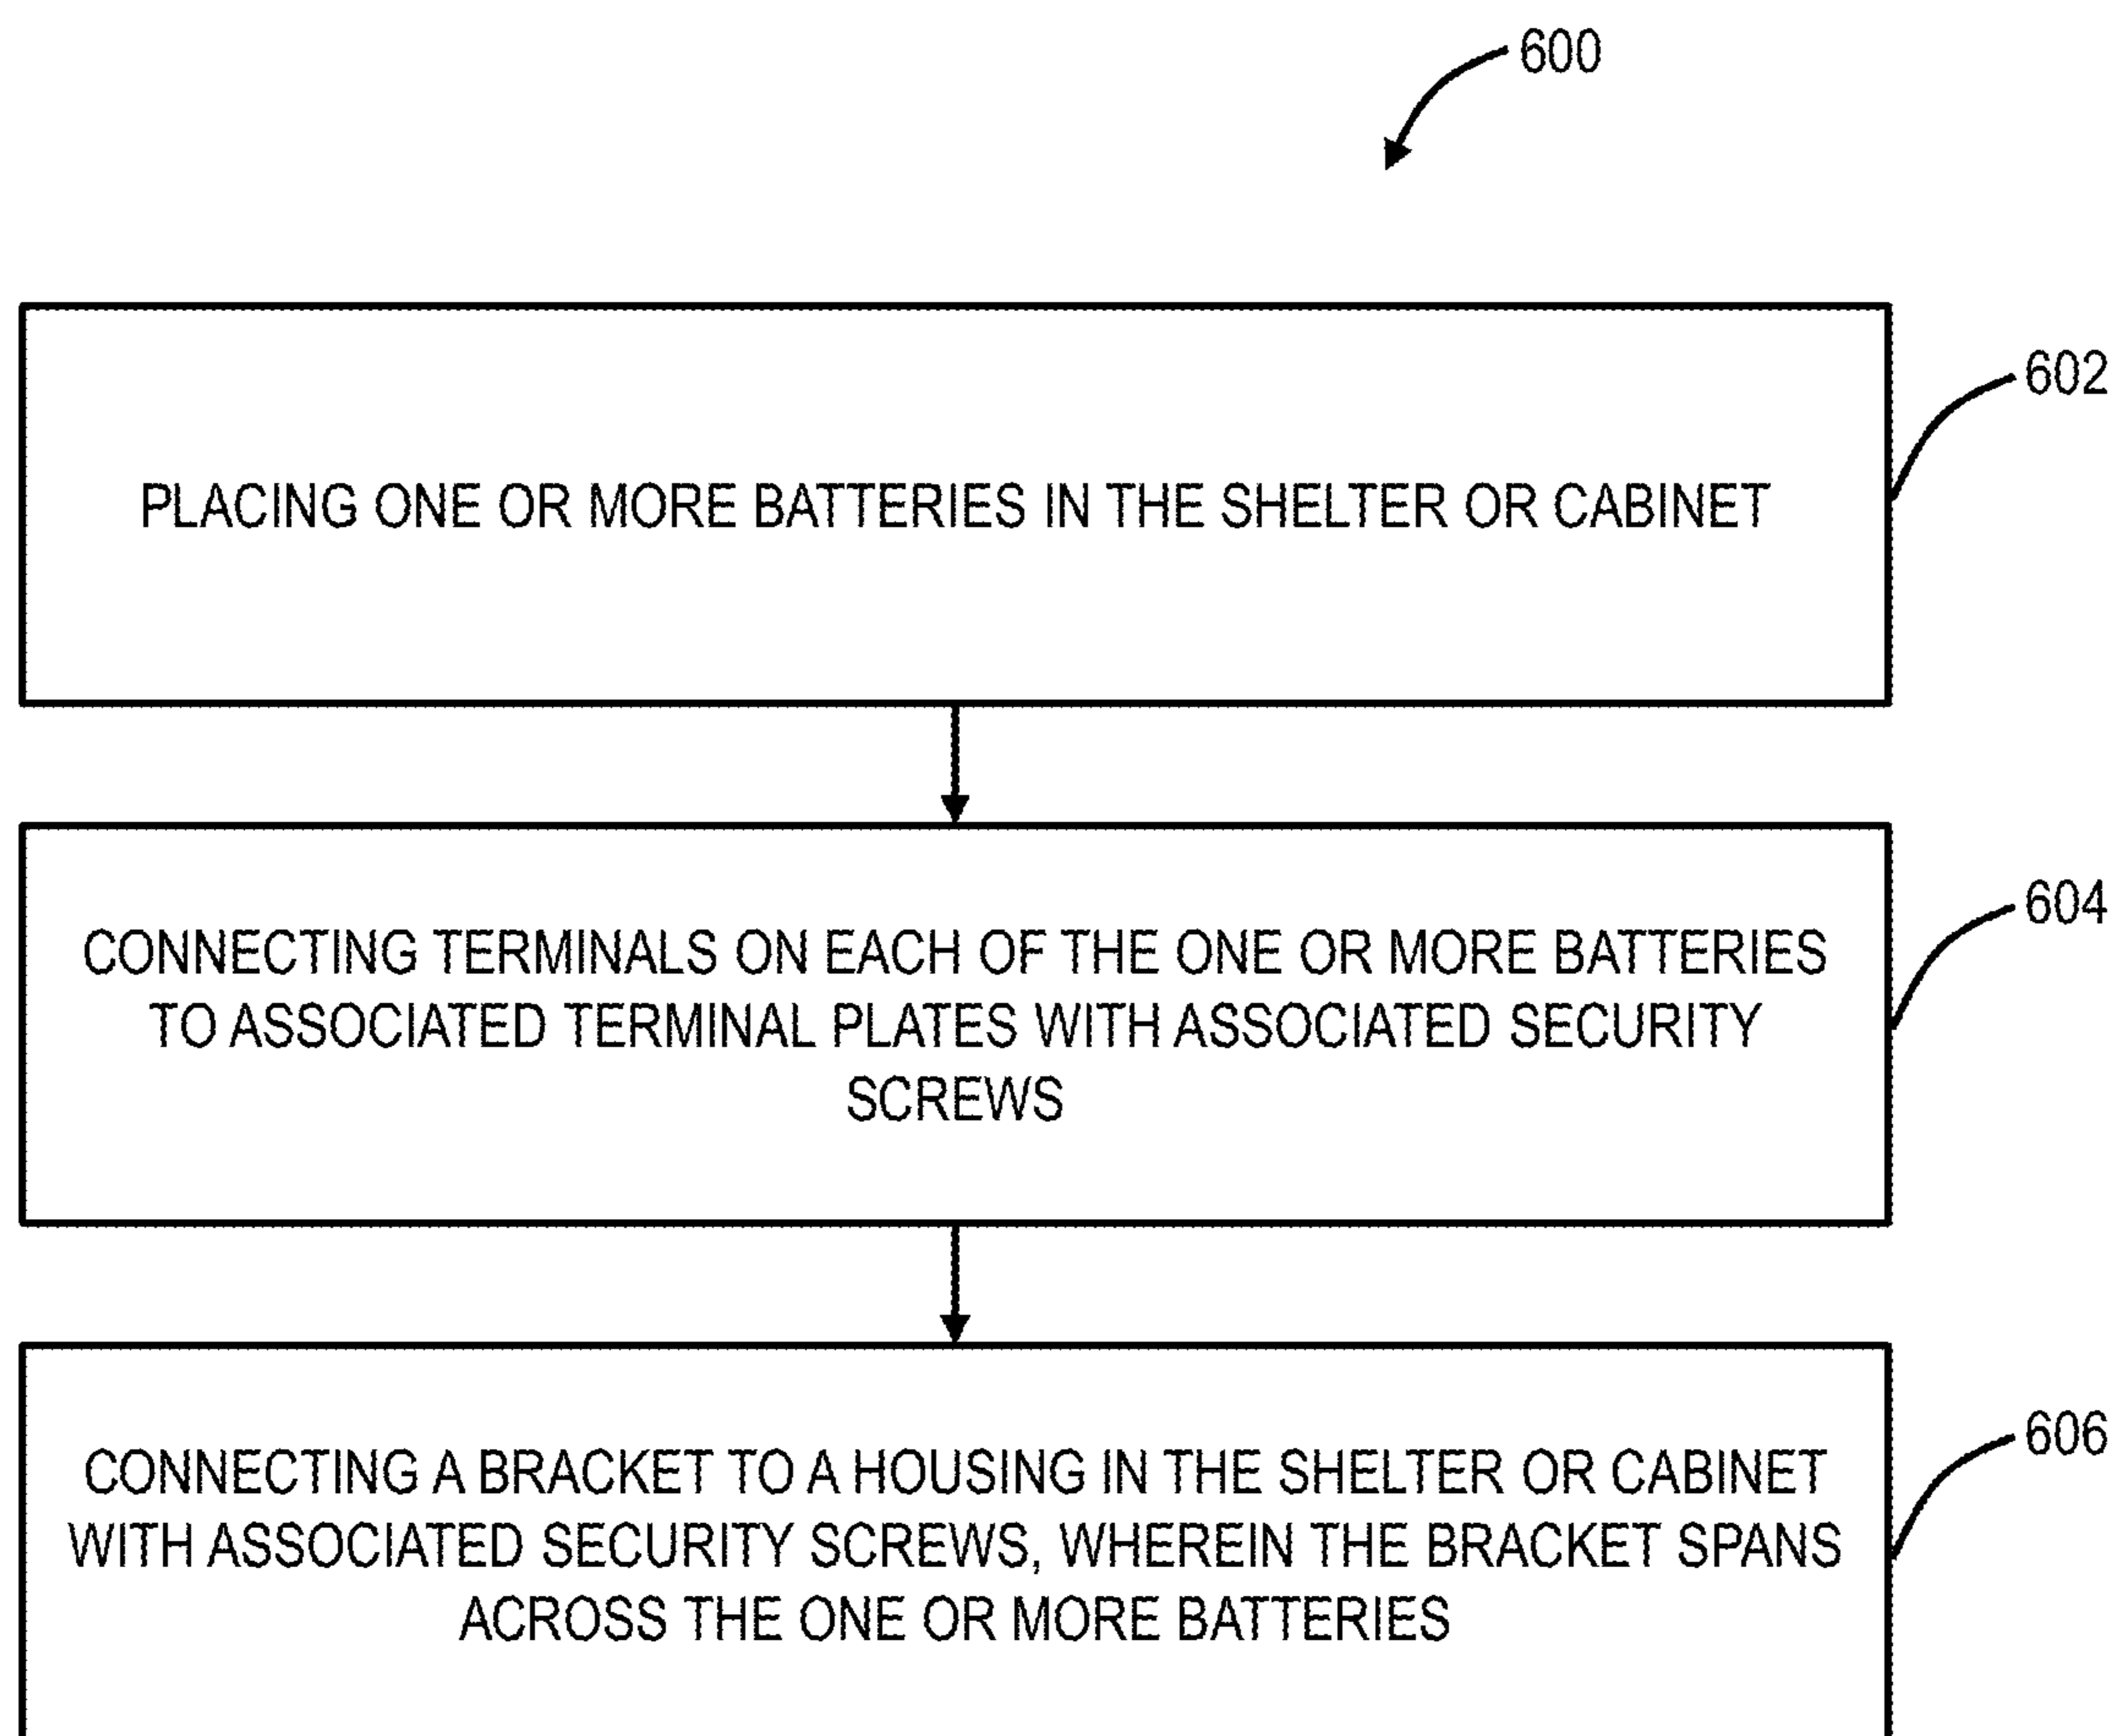 600
602
PLACING ONE OR MORE BATTERIES IN THE SHELTER OR CABINET
604
CONNECTING TERMINALS ON EACH OF THE ONE OR MORE BATTERIES
TO ASSOCIATED TERMINAL PLATES WITH ASSOCIATED SECURITY
SCREWS
606
CONNECTING A BRACKET TO A HOUSING IN THE SHELTER OR CABINET
WITH ASSOCIATED SECURITY SCREWS, WHEREIN THE BRACKET SPANS
ACROSS THE ONE OR MORE BATTERIES